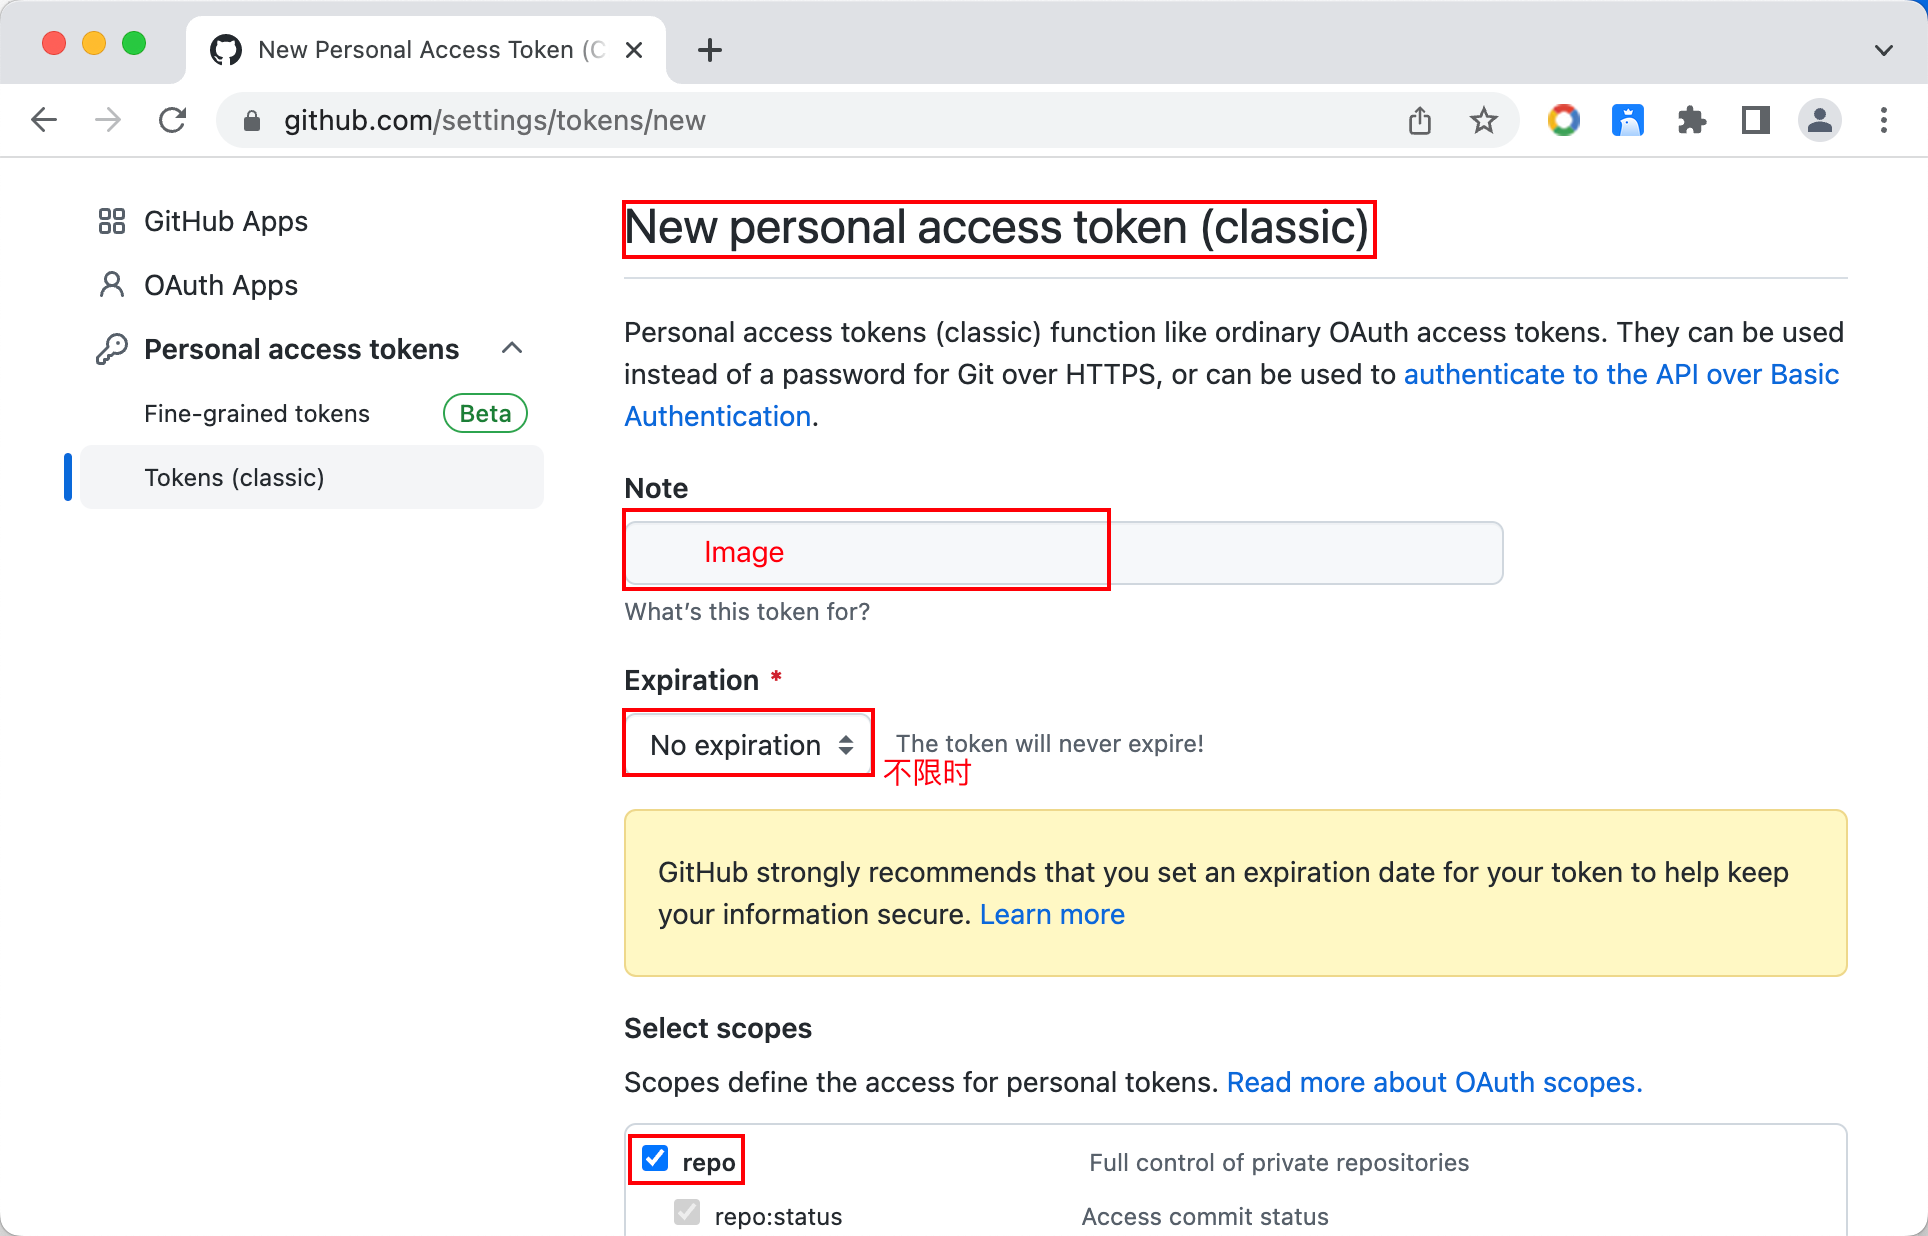 New Personal Access Token (C
github.com/settings/tokens/new
GitHub Apps
OAuth Apps
Personal access tokens
Fine-grained tokens
Beta
Tokens (classic)
New personal access token (classic)
Personal access tokens (classic) function like ordinary OAuth access tokens. They can be used
instead of a password for Git over HTTPS, or can be used to authenticate to the API over Basic
Authentication.
Note
Image
What's this token for?
Expiration *
No expiration
The token will never expire!
不限时
GitHub strongly recommends that you set an expiration date for your token to help keep
your information secure. Learn more
Select scopes
Scopes define the access for personal tokens. Read more about OAuth scopes.
repo
Full control of private repositories
repo:status
Access commit status